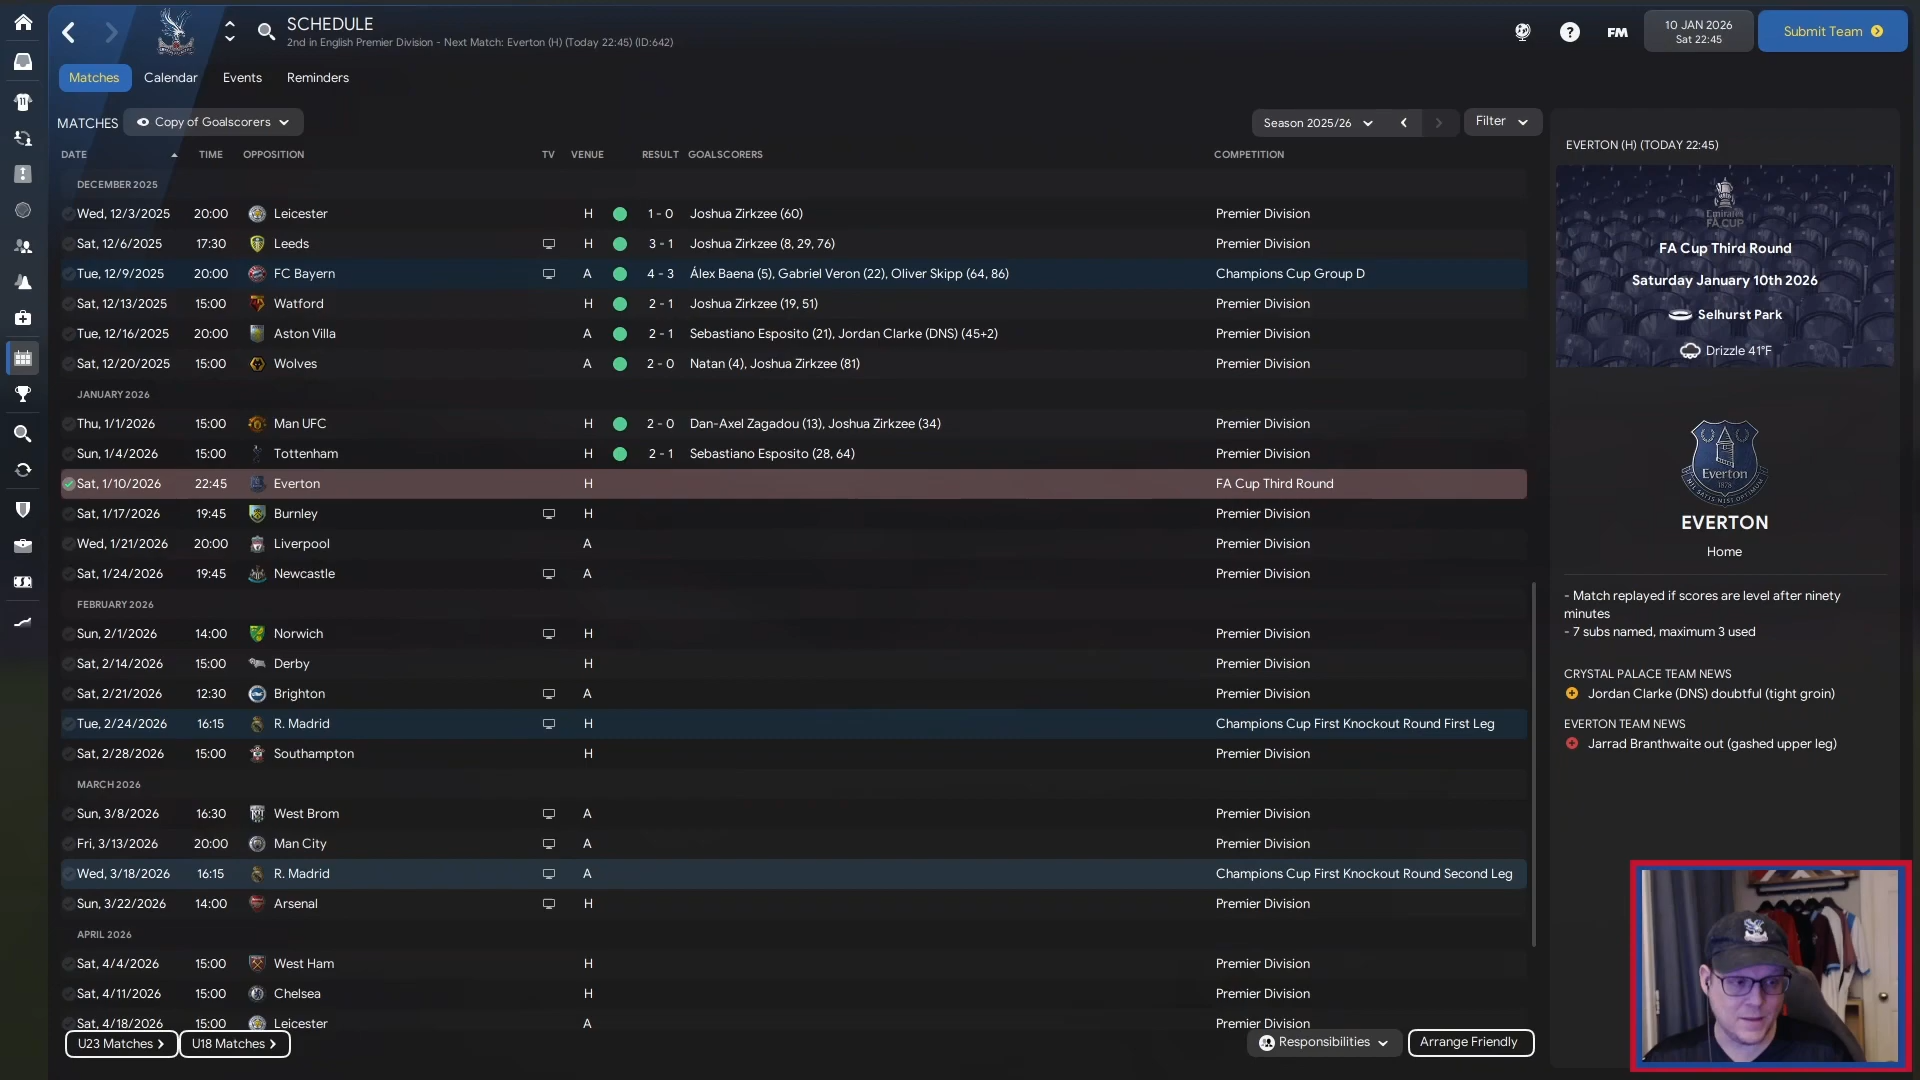 SCHEDULE
2nd in English Premier Division - Next Match: Everton (H) (Today 22:45) (ID:642)
FM
10 JAN 2026
Sat 22:45
Submit Team
Matches Calendar Events Reminders
MATCHES Copy of Goalscorers
Season 2025/26 Filter
DATE TIME OPPOSITION TV VENUE RESULT GOALSCORERS COMPETITION
DECEMBER 2025
Wed, 12/3/2025 20:00 Leicester H 1 - 0 Joshua Zirkzee (60) Premier Division
Sat, 12/6/2025 17:30 Leeds H 3 - 1 Joshua Zirkzee (8, 29, 76) Premier Division
Tue, 12/9/2025 20:00 FC Bayern A 4 - 3 Álex Baena (5), Gabriel Veron (22), Oliver Skipp (64, 86) Champions Cup Group D
Sat, 12/13/2025 15:00 Watford H 2 - 1 Joshua Zirkzee (19, 51) Premier Division
Tue, 12/16/2025 20:00 Aston Villa A 2 - 1 Sebastiano Esposito (21), Jordan Clarke (DNS) (45+2) Premier Division
Sat, 12/20/2025 15:00 Wolves A 2 - 0 Natan (4), Joshua Zirkzee (81) Premier Division
JANUARY 2026
Thu, 1/1/2026 15:00 Man UFC H 2 - 0 Dan-Axel Zagadou (13), Joshua Zirkzee (34) Premier Division
Sun, 1/4/2026 15:00 Tottenham H 2 - 1 Sebastiano Esposito (28, 64) Premier Division
Sat, 1/10/2026 22:45 Everton H FA Cup Third Round
Sat, 1/17/2026 19:45 Burnley H Premier Division
Wed, 1/21/2026 20:00 Liverpool A Premier Division
Sat, 1/24/2026 19:45 Newcastle A Premier Division
FEBRUARY 2026
Sun, 2/1/2026 14:00 Norwich H Premier Division
Sat, 2/14/2026 15:00 Derby H Premier Division
Sat, 2/21/2026 12:30 Brighton A Premier Division
Tue, 2/24/2026 16:15 R. Madrid H Champions Cup First Knockout Round First Leg
Sat, 2/28/2026 15:00 Southampton H Premier Division
MARCH 2026
Sun, 3/8/2026 16:30 West Brom A Premier Division
Fri, 3/13/2026 20:00 Man City A Premier Division
Wed, 3/18/2026 16:15 R. Madrid A Champions Cup First Knockout Round Second Leg
Sun, 3/22/2026 14:00 Arsenal H Premier Division
APRIL 2026
Sat, 4/4/2026 15:00 West Ham H Premier Division
Sat, 4/11/2026 15:00 Chelsea H Premier Division
Sat, 4/18/2026 15:00 Leicester A Premier Division
U23 Matches U18 Matches
Responsibilities Arrange Friendly
EVERTON (H) (TODAY 22:45)
Emirates
FA CUP
FA Cup Third Round
Saturday January 10th 2026
Selhurst Park
Drizzle 41°F
Everton
1878
NIL SATIS NISI OPTIMUM
EVERTON
Home
- Match replayed if scores are level after ninety
minutes
- 7 subs named, maximum 3 used
CRYSTAL PALACE TEAM NEWS
Jordan Clarke (DNS) doubtful (tight groin)
EVERTON TEAM NEWS
Jarrad Branthwaite out (gashed upper leg)